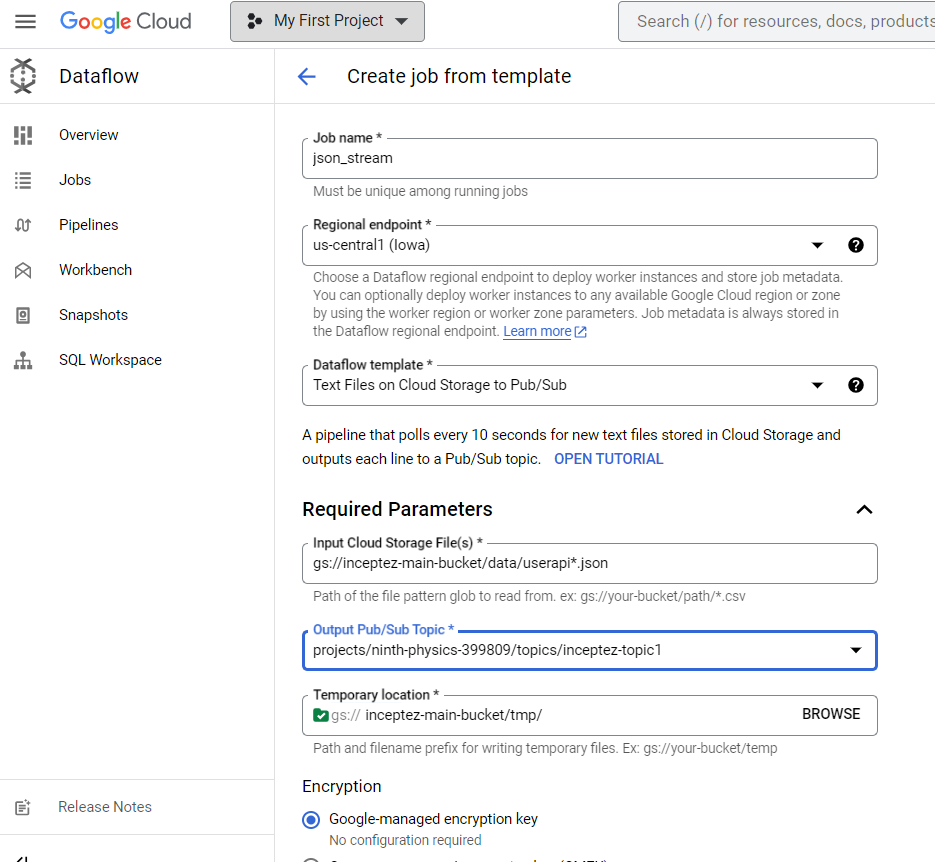 Google Cloud
My First Project
Search (/) for resources, docs, products
Dataflow
Create job from template
Overview
Jobs
Pipelines
Workbench
Snapshots
SQL Workspace
Release Notes
Job name *
json_stream
Must be unique among running jobs
Regional endpoint *
us-central1 (Iowa)
Choose a Dataflow regional endpoint to deploy worker instances and store job metadata.
You can optionally deploy worker instances to any available Google Cloud region or zone
by using the worker region or worker zone parameters. Job metadata is always stored in
the Dataflow regional endpoint. Learn more
Dataflow template *
Text Files on Cloud Storage to Pub/Sub
A pipeline that polls every 10 seconds for new text files stored in Cloud Storage and
outputs each line to a Pub/Sub topic. OPEN TUTORIAL
Required Parameters
Input Cloud Storage File(s) *
gs://inceptez-main-bucket/data/userapi*.json
Path of the file pattern glob to read from. ex: gs://your-bucket/path/*.csv
Output Pub/Sub Topic *
projects/ninth-physics-399809/topics/inceptez-topic1
Temporary location *
gs:// inceptez-main-bucket/tmp/ BROWSE
Path and filename prefix for writing temporary files. Ex: gs://your-bucket/temp
Encryption
Google-managed encryption key
No configuration required